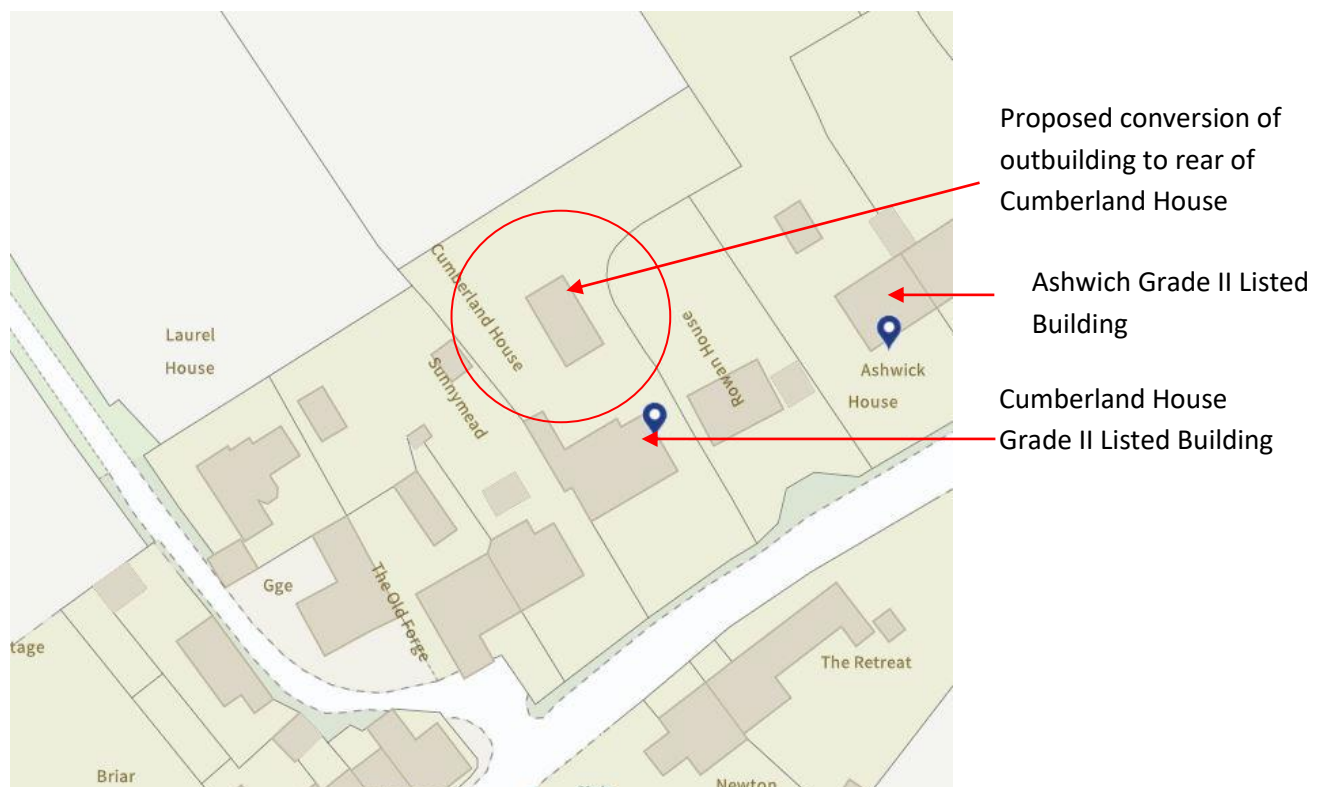 Proposed conversion of
outbuilding to rear of
Cumberland House
Ashwich Grade II Listed
Building
Cumberland House
Grade II Listed Building
Cumberland House
Laurel
House
Sunnymead
Rowan House
Ashwick
House
Gge
The Old Forge
tage
The Retreat
Briar
Newton